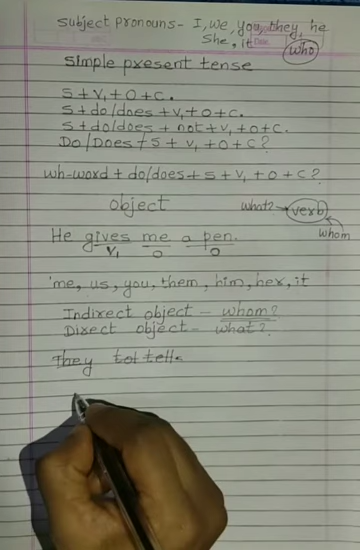 Subject pronouns - I, we, you, they, he
She, it
who
Simple present tense
S + V1 + O + C.
S + do/does + V1 + O + C.
S + do/does + not + V1 + O + C.
Do/Does + S + V1 + O + C ?
wh-word + do/does + S + V1 + O + C ?
object
what? → verb
whom
He gives me a pen.
V1 O O
'me, us, you, them, him, her, it
Indirect object - whom?
Direct object - what?
They tot tell